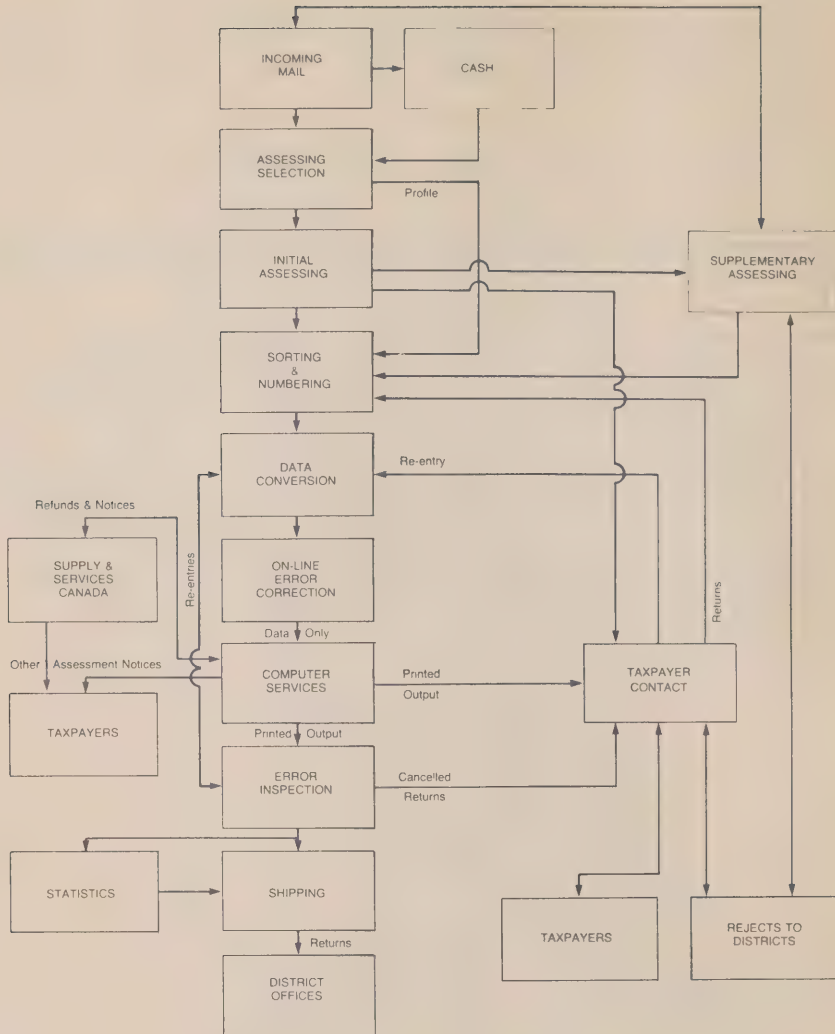 INCOMING
MAIL
CASH
ASSESSING
SELECTION
Profile
INITIAL
ASSESSING
SUPPLEMENTARY
ASSESSING
SORTING
&
NUMBERING
DATA
CONVERSION
Re-entry
Refunds & Notices
SUPPLY &
SERVICES
CANADA
Re-entries
ON-LINE
ERROR
CORRECTION
Returns
Data Only
Other Assessment Notices
COMPUTER
SERVICES
Printed
Output
TAXPAYER
CONTACT
TAXPAYERS
Printed Output
ERROR
INSPECTION
Cancelled
Returns
STATISTICS
SHIPPING
TAXPAYERS
REJECTS TO
DISTRICTS
Returns
DISTRICT
OFFICES